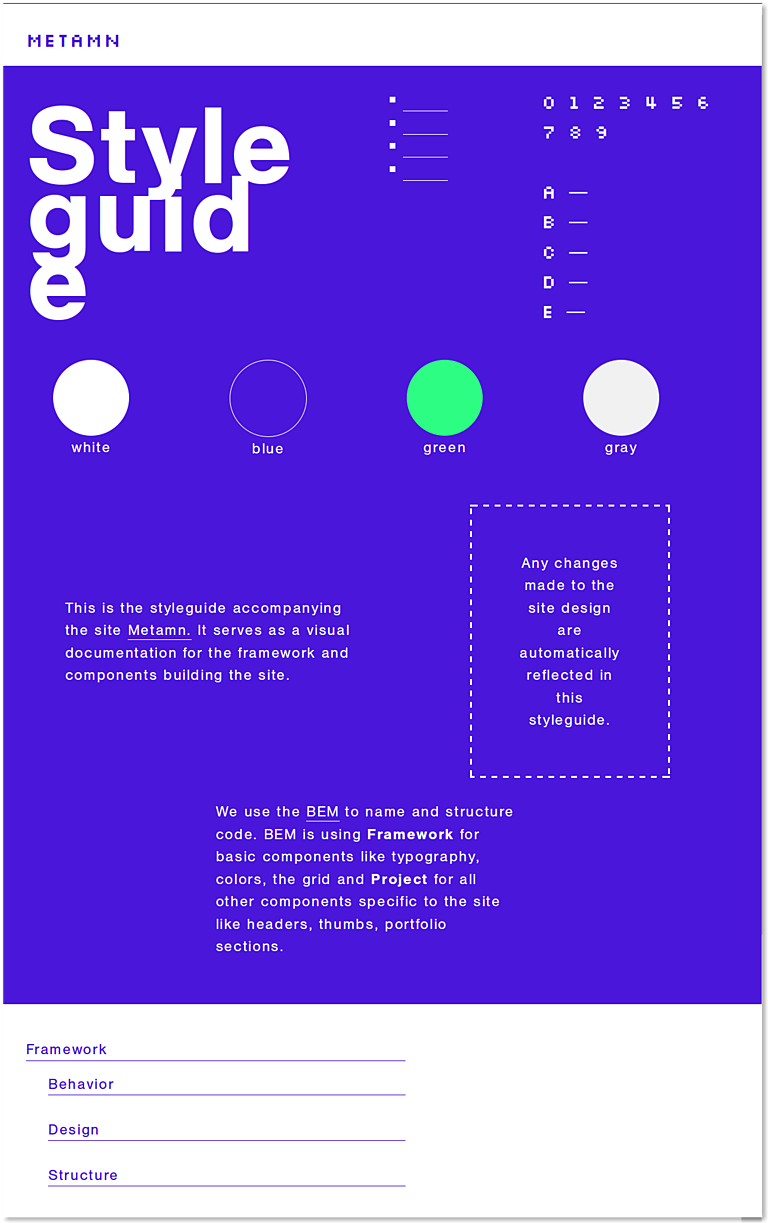 METAMN
Style
guid
e
0 1 2 3 4 5 6
7 8 9
A —
B —
C —
D —
E —
white
blue
green
gray
This is the styleguide accompanying
the site Metamn. It serves as a visual
documentation for the framework and
components building the site.
Any changes
made to the
site design
are
automatically
reflected in
this
styleguide.
We use the BEM to name and structure
code. BEM is using Framework for
basic components like typography,
colors, the grid and Project for all
other components specific to the site
like headers, thumbs, portfolio
sections.
Framework
Behavior
Design
Structure